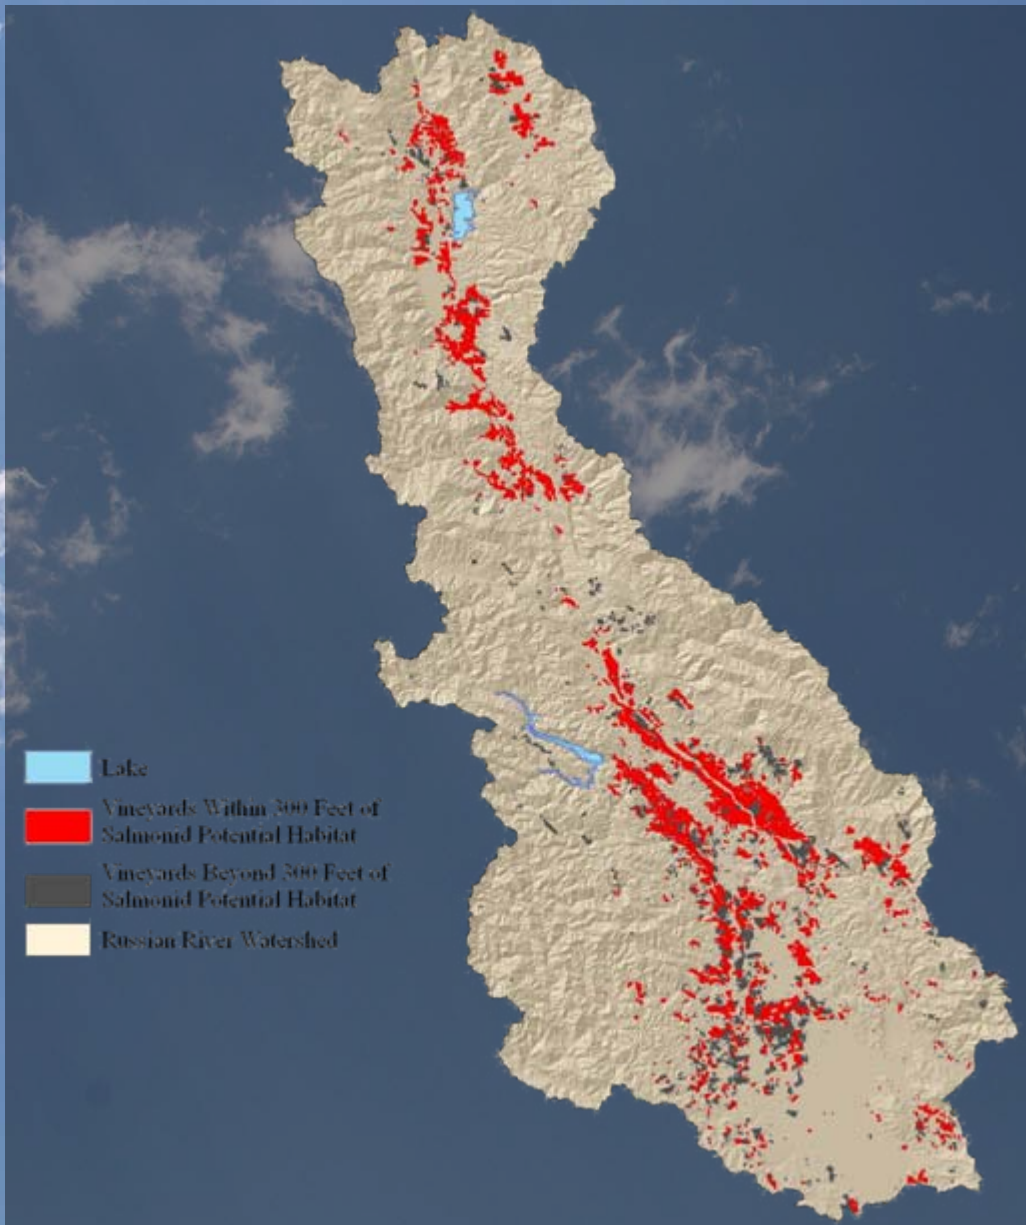 Lake
Vineyards Within 300 Feet of
Salmonid Potential Habitat
Vineyards Beyond 300 Feet of
Salmonid Potential Habitat
Russian River Watershed